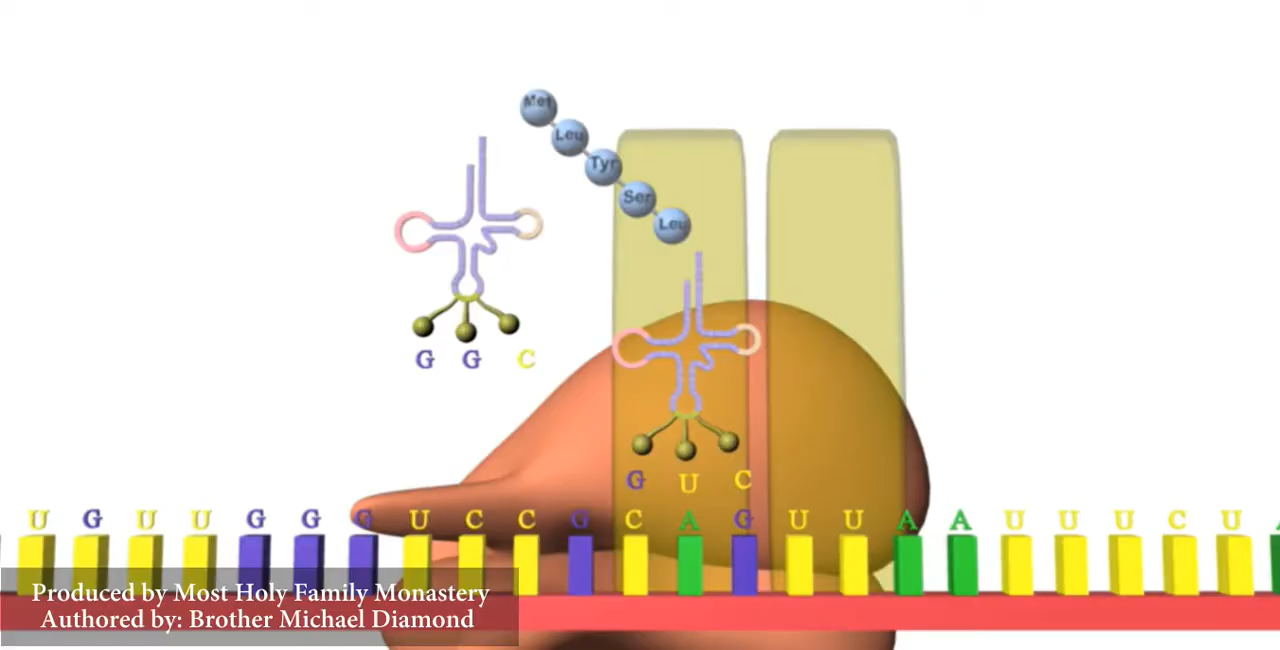 Met
Leu
Tyr
Ser
Leu
G G C
G U C
U G U U G G G U C C G C A G U U A A U U U C U A
Produced by Most Holy Family Monastery
Authored by: Brother Michael Diamond